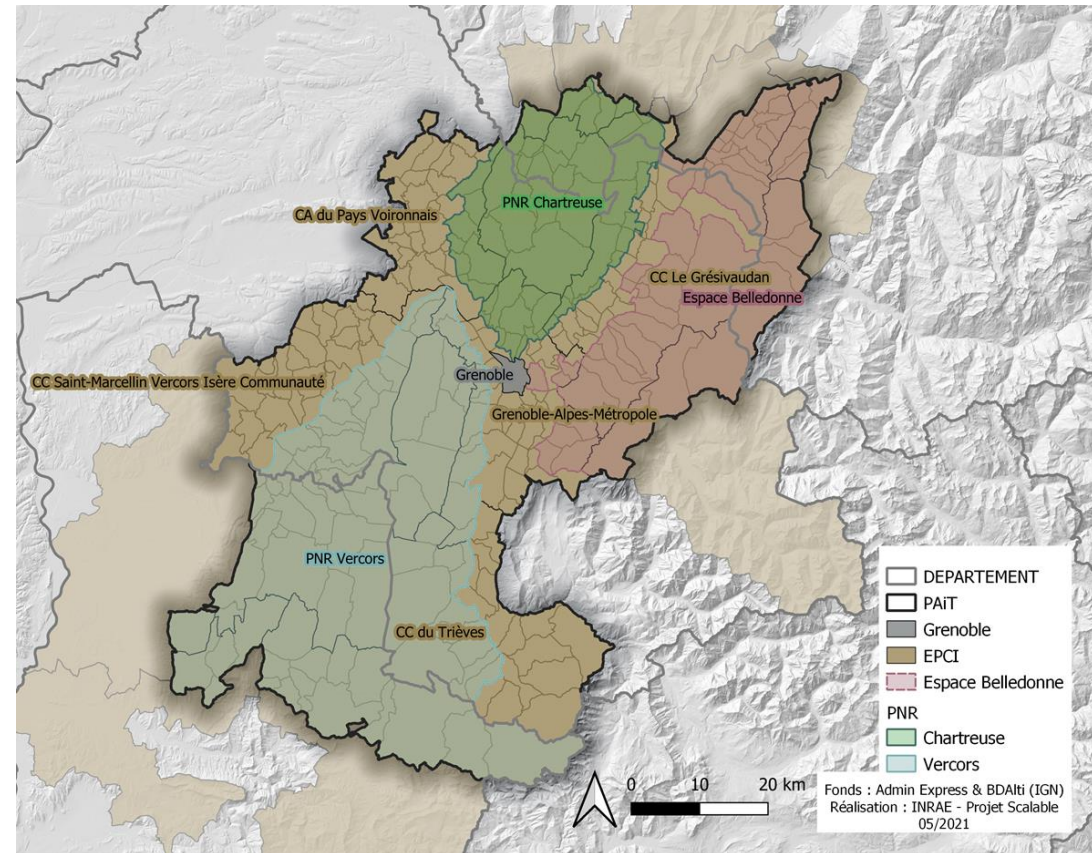 PNR Chartreuse
CA du Pays Voironnais
CC Le Grésivaudan
Espace Belledonne
Grenoble
CC Saint-Marcellin Vercors Isère Communauté
Grenoble-Alpes-Métropole
PNR Vercors
CC du Trièves
DEPARTEMENT
PAiT
Grenoble
EPCI
Espace Belledonne
PNR
Chartreuse
Vercors
0 10 20 km
Fonds : Admin Express & BDAlti (IGN)
Réalisation : INRAE - Projet Scalable
05/2021